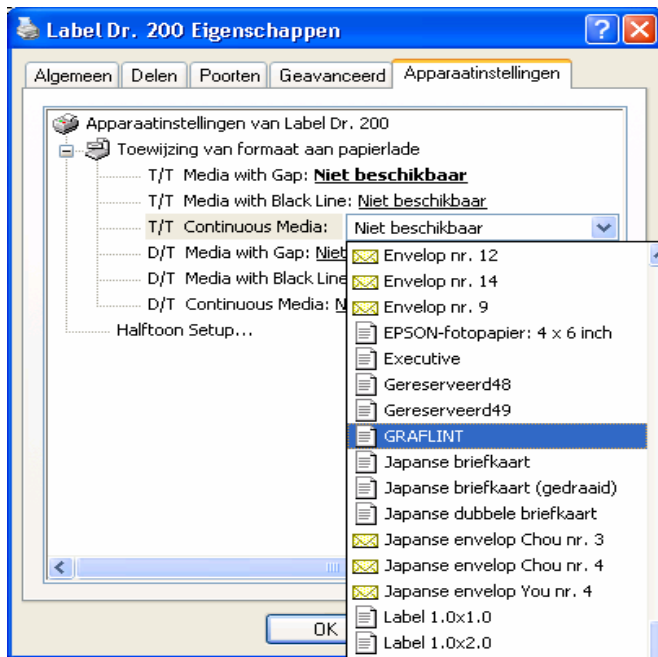 Label Dr. 200 Eigenschappen
Algemeen Delen Poorten Geavanceerd Apparaatinstellingen
Apparaatinstellingen van Label Dr. 200
Toewijzing van formaat aan papierlade
T/T Media with Gap: Niet beschikbaar
T/T Media with Black Line: Niet beschikbaar
T/T Continuous Media: Niet beschikbaar
D/T Media with Gap: Niet
D/T Media with Black Line
D/T Continuous Media: N
Halftoon Setup...
Envelop nr. 12
Envelop nr. 14
Envelop nr. 9
EPSON-fotopapier: 4 x 6 inch
Executive
Gereserveerd48
Gereserveerd49
GRAFLINT
Japanse briefkaart
Japanse briefkaart (gedraaid)
Japanse dubbele briefkaart
Japanse envelop Chou nr. 3
Japanse envelop Chou nr. 4
Japanse envelop You nr. 4
Label 1.0x1.0
Label 1.0x2.0
OK